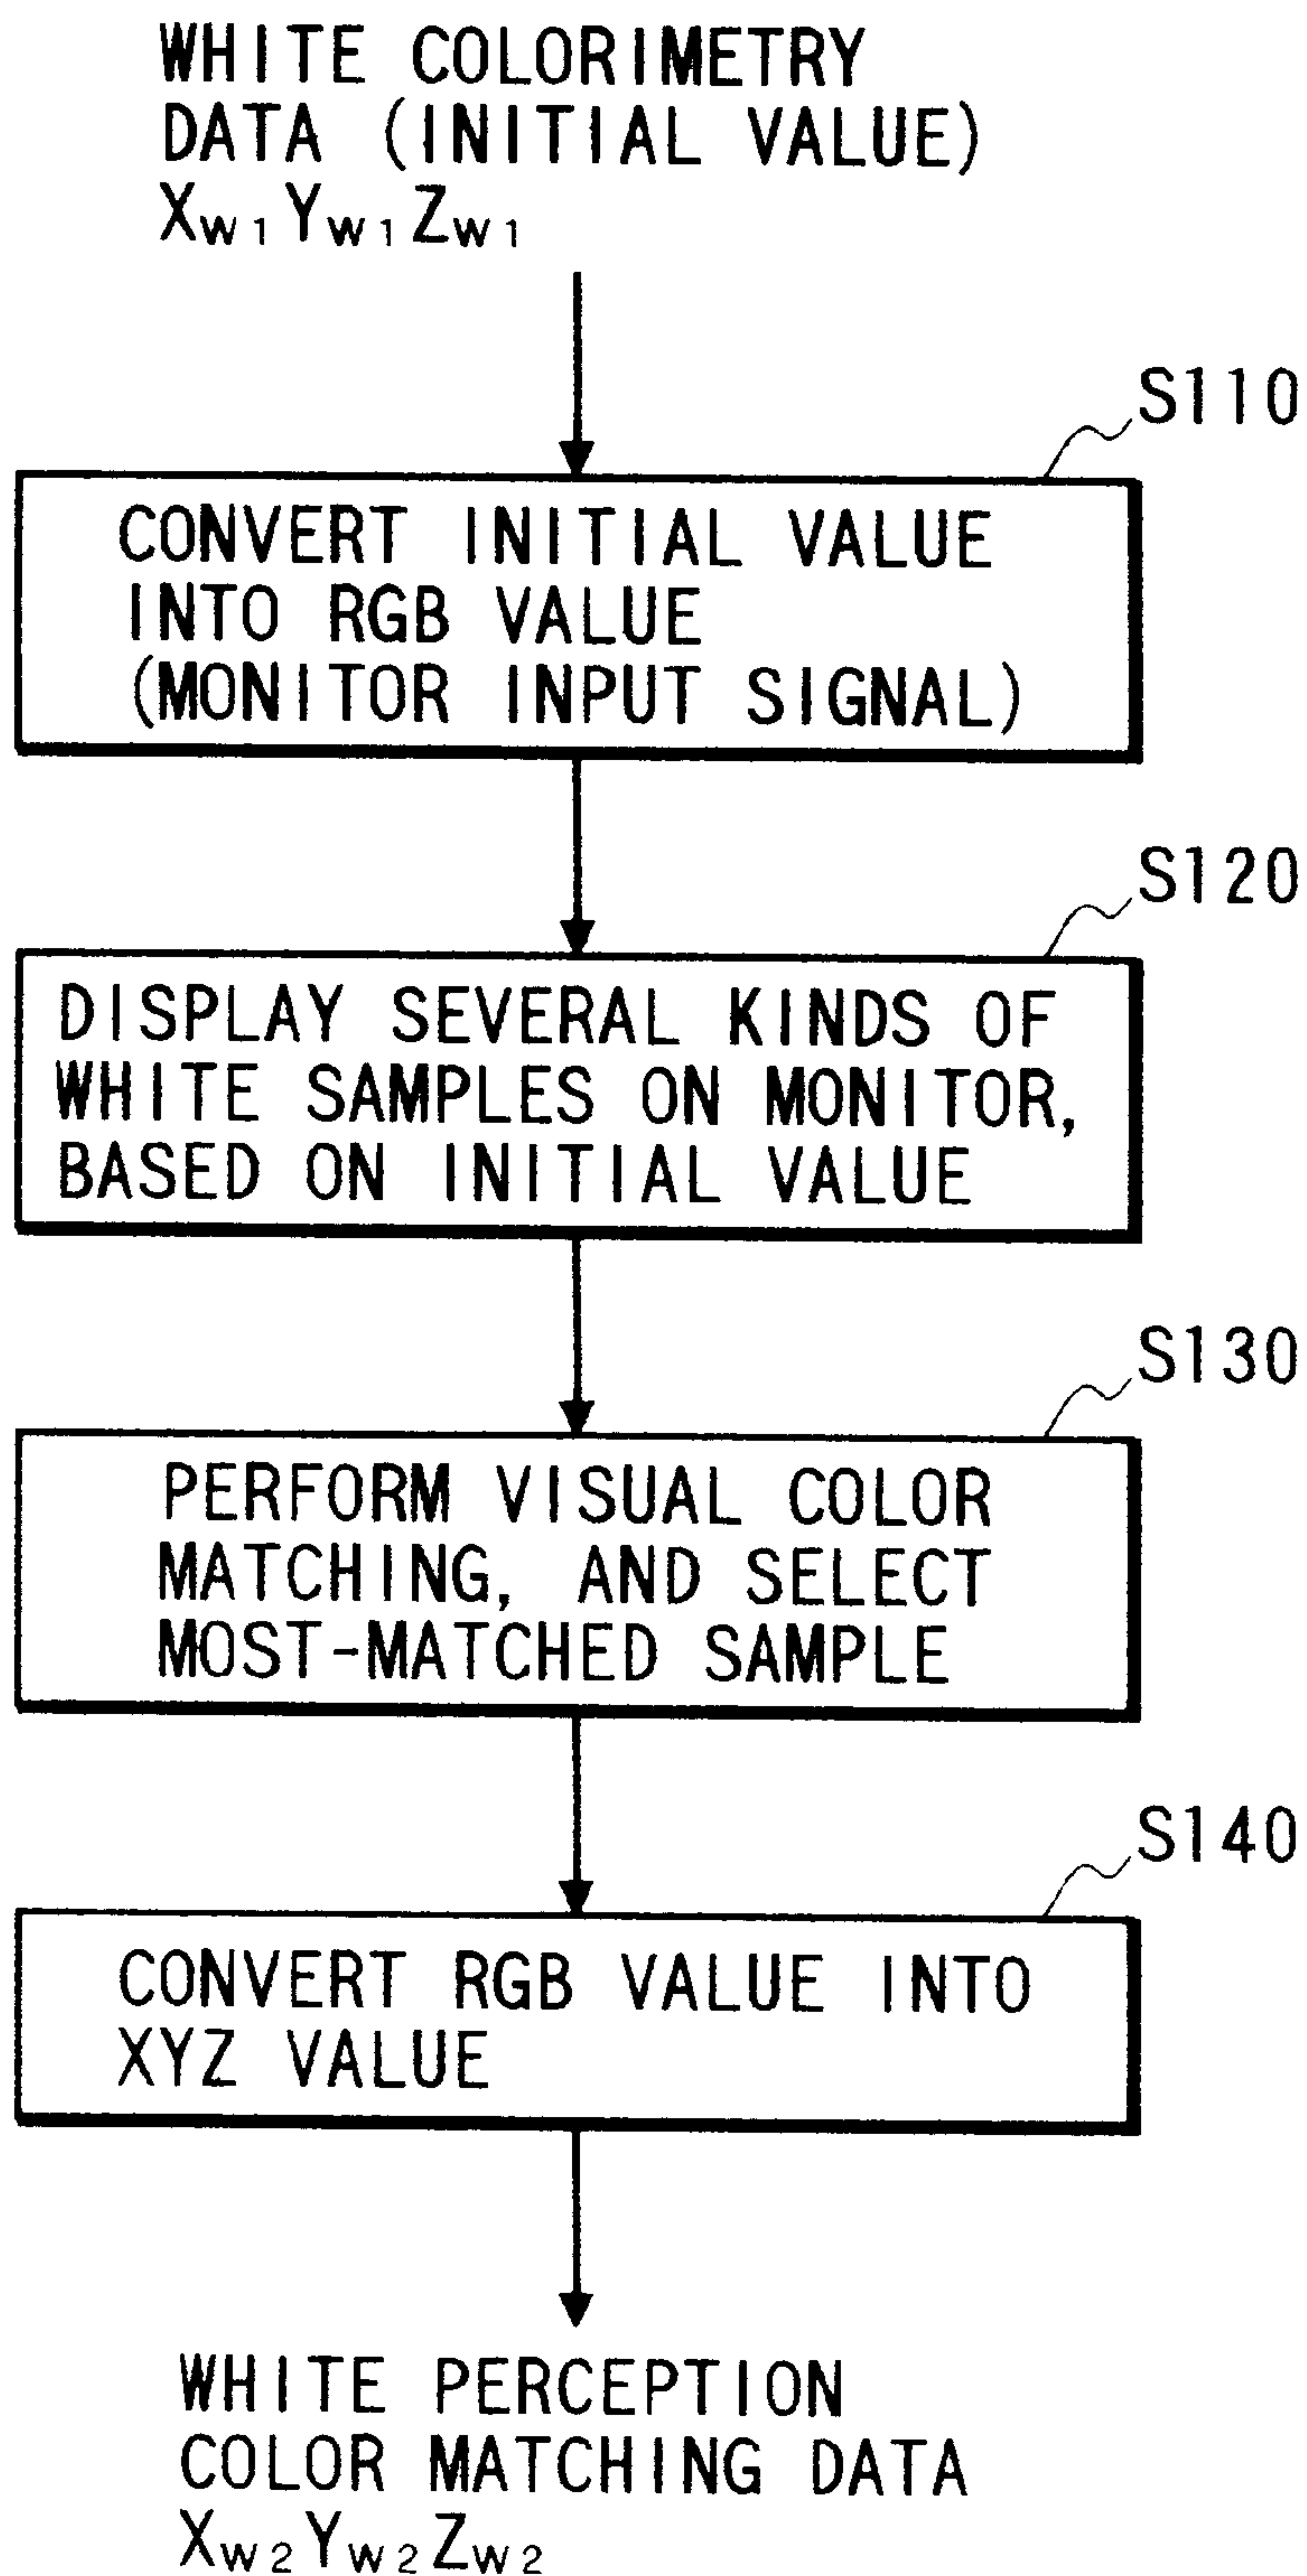 WHITE COLORIMETRY
DATA (INITIAL VALUE)
Xw1Yw1Zw1
S110
CONVERT INITIAL VALUE
INTO RGB VALUE
(MONITOR INPUT SIGNAL)
S120
DISPLAY SEVERAL KINDS OF
WHITE SAMPLES ON MONITOR,
BASED ON INITIAL VALUE
S130
PERFORM VISUAL COLOR
MATCHING, AND SELECT
MOST-MATCHED SAMPLE
S140
CONVERT RGB VALUE INTO
XYZ VALUE
WHITE PERCEPTION
COLOR MATCHING DATA
Xw2Yw2Zw2